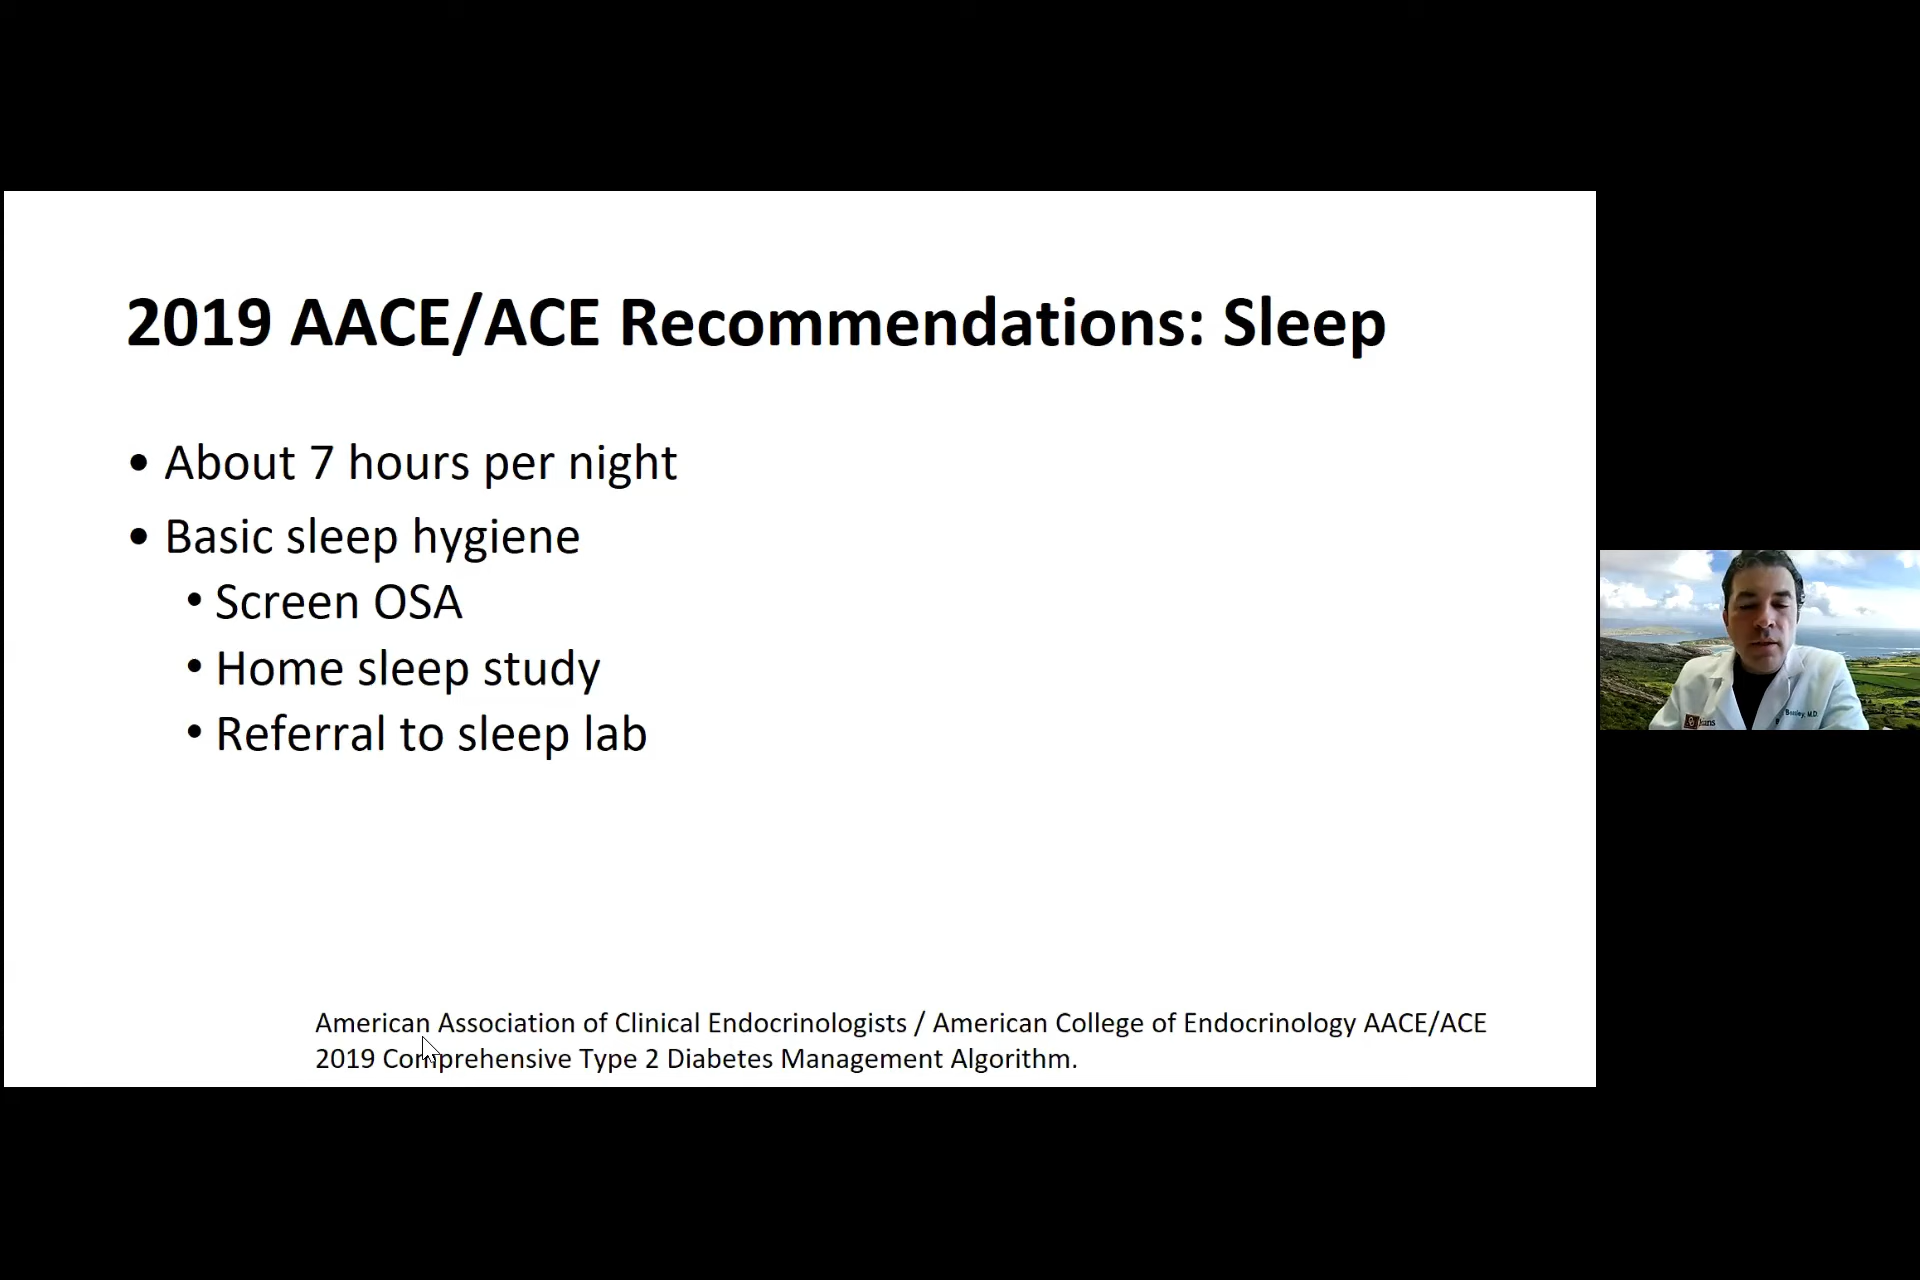 2019 AACE/ACE Recommendations: Sleep
• About 7 hours per night
• Basic sleep hygiene
• Screen OSA
• Home sleep study
• Referral to sleep lab
American Association of Clinical Endocrinologists / American College of Endocrinology AACE/ACE
2019 Comprehensive Type 2 Diabetes Management Algorithm.